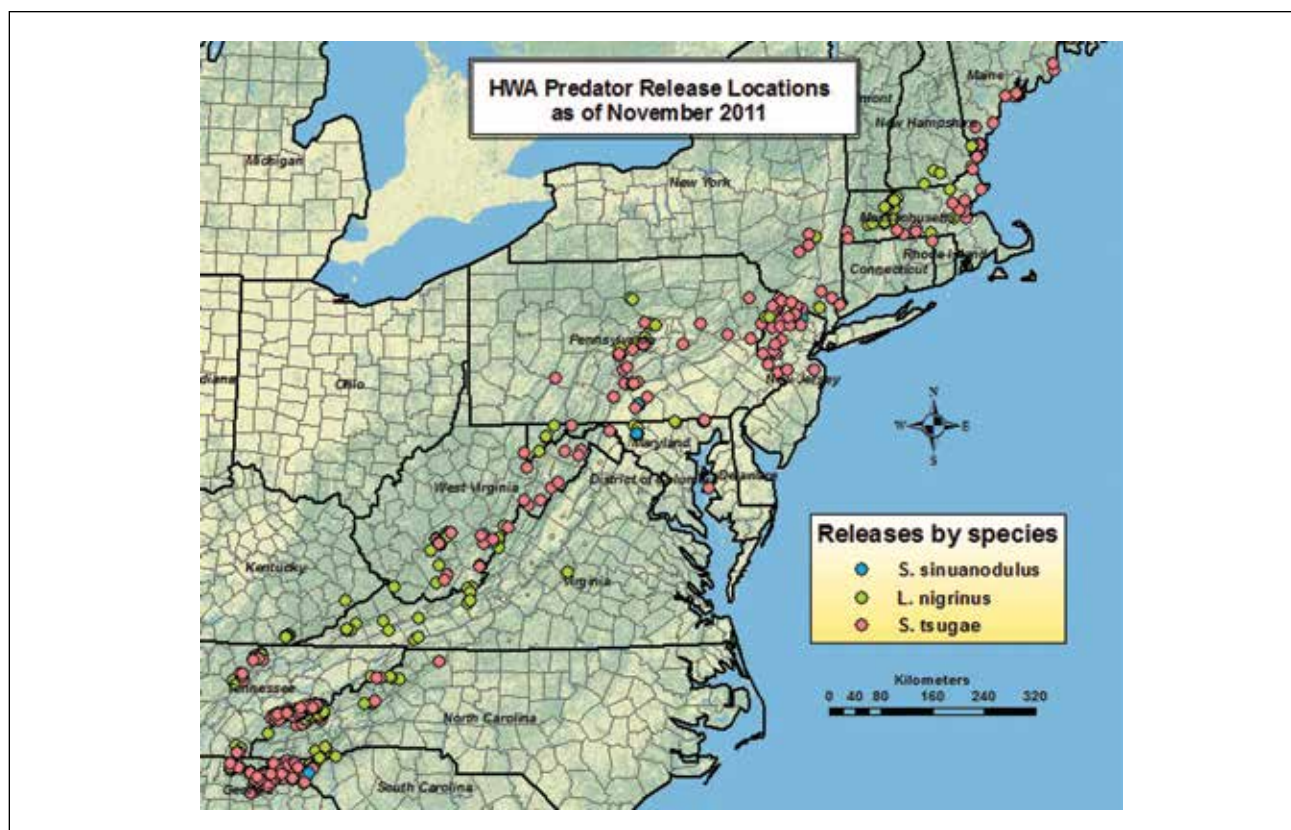 HWA Predator Release Locations
as of November 2011
Maine
mont
New Hampshire
Michigan
New York
Massachusetts
Rhode Island
Connecticut
Pennsylvania
New Jersey
diana
Ohio
N
W
E
S
Maryland
Delaware
District of Columbia
West Virginia
Releases by species
S. sinuanodulus
L. nigrinus
S. tsugae
Kentucky
Virginia
Kilometers
0 40 80 160 240 320
Tennessee
North Carolina
South Carolina
Georgia